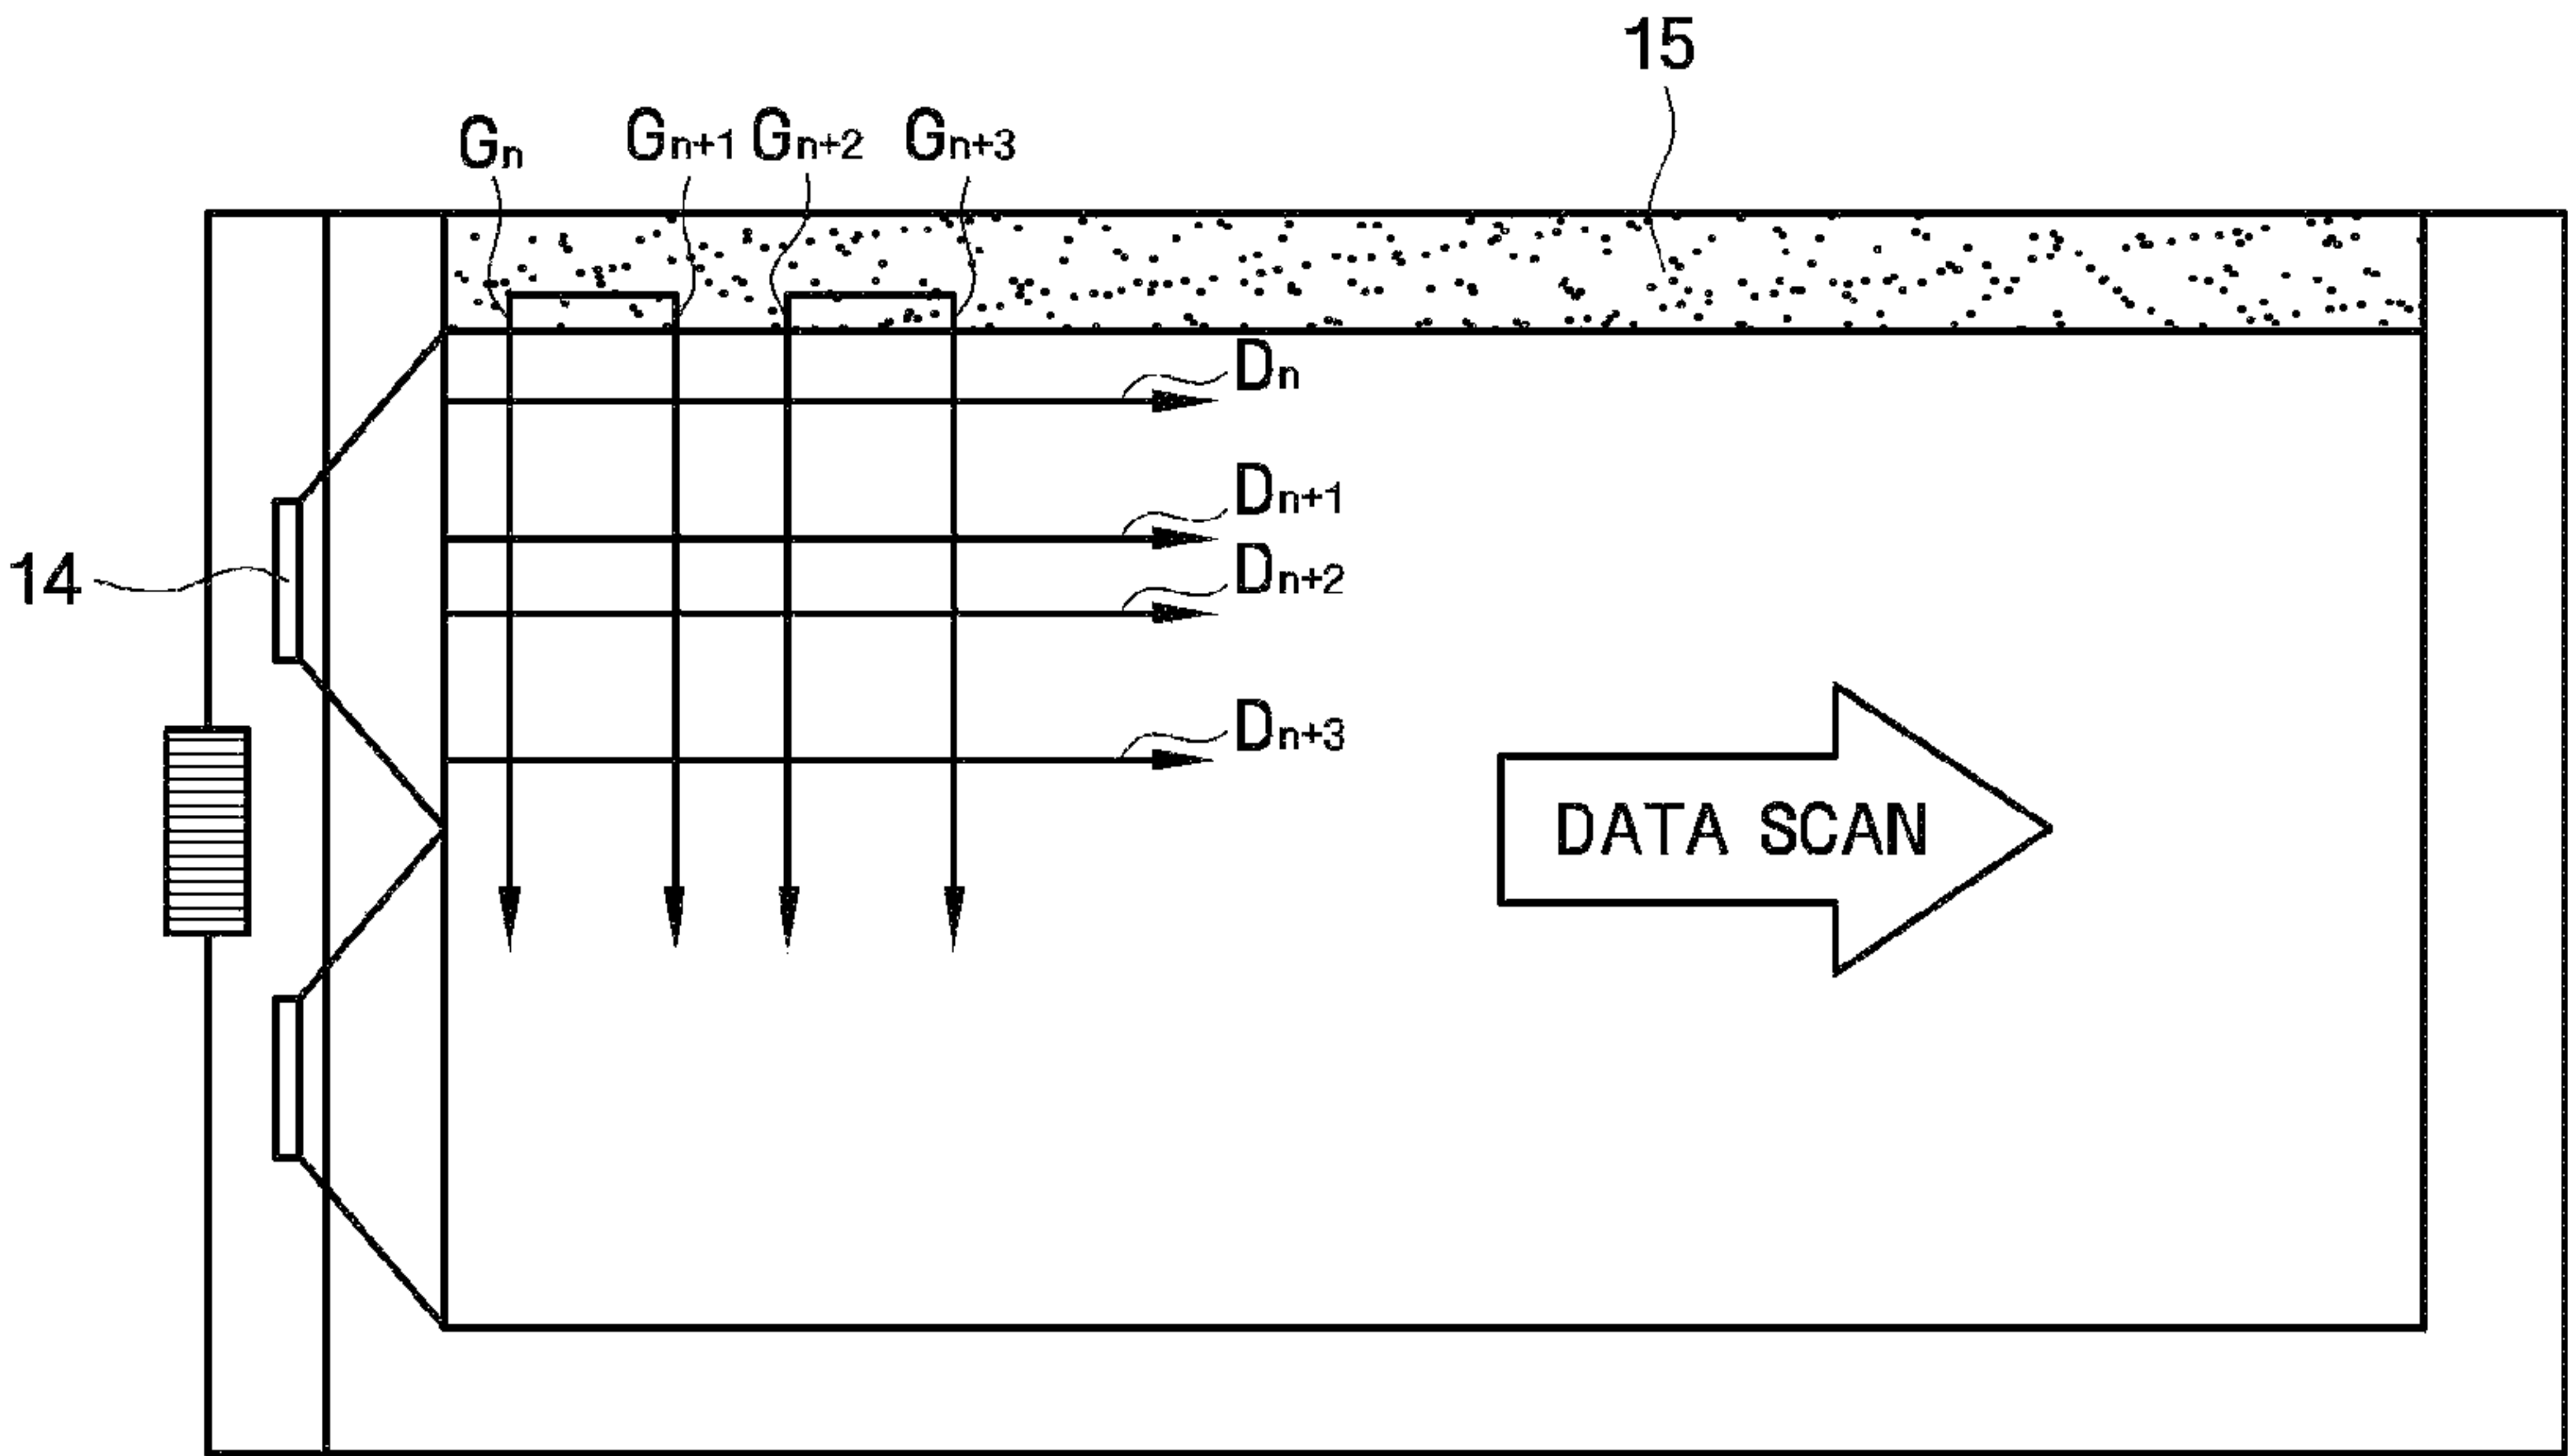 15
Gn Gn+1 Gn+2 Gn+3
Dn
Dn+1
14
Dn+2
Dn+3
DATA SCAN